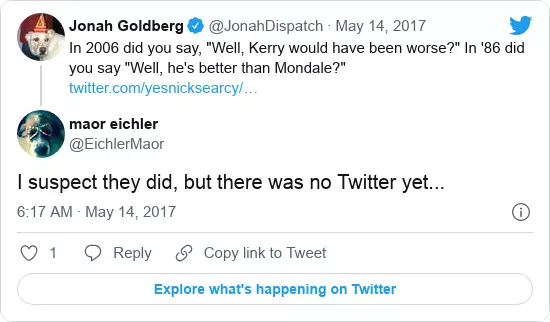 Jonah Goldberg @JonahDispatch · May 14, 2017
In 2006 did you say, "Well, Kerry would have been worse?" In '86 did
you say "Well, he's better than Mondale?"
twitter.com/yesnicksearcy/…
maor eichler
@EichlerMaor
I suspect they did, but there was no Twitter yet...
6:17 AM · May 14, 2017
1 Reply Copy link to Tweet
Explore what's happening on Twitter